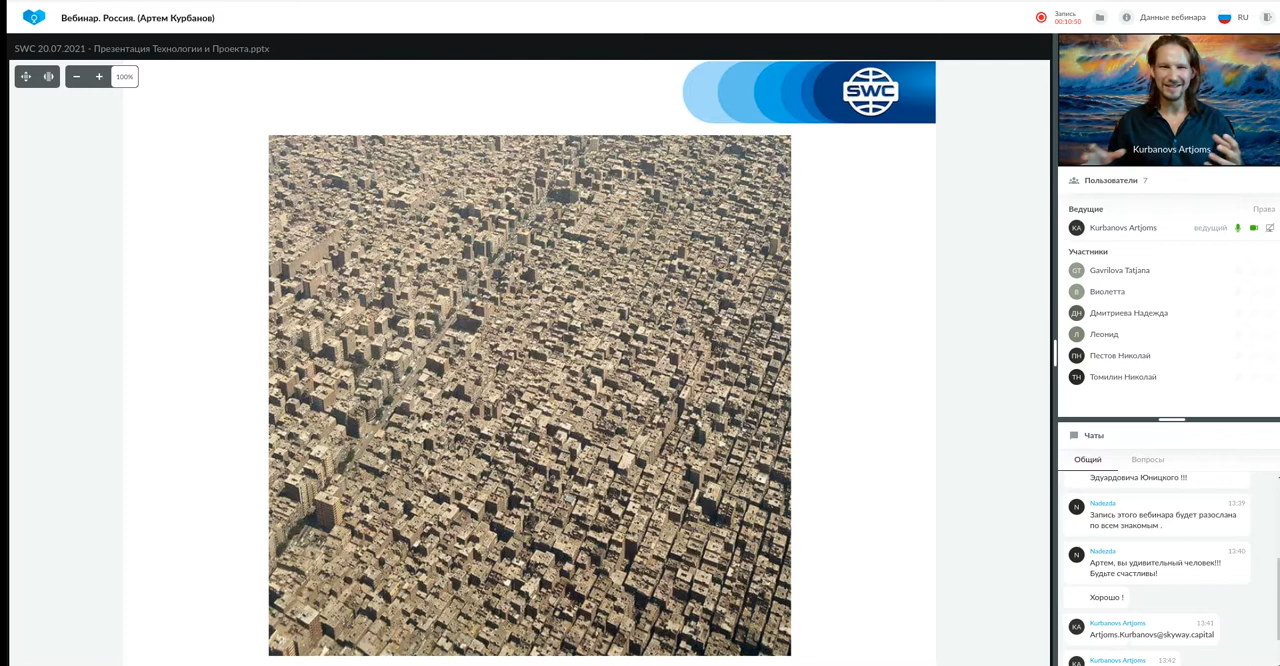 Вебинар. Россия. (Артем Курбанов)
Запись
00:10:50
Данные вебинара
RU
SWC 20.07.2021 - Презентация Технологии и Проекта.pptx
100%
SWC
Kurbanovs Artjoms
Пользователи 7
Ведущие Права
KA Kurbanovs Artjoms ведущий
Участники
GT Gavrilova Tatjana
В Виолетта
ДН Дмитриева Надежда
Л Леонид
ПН Пестов Николай
ТН Томилин Николай
Чаты
Общий Вопросы
Эдуардовича Юницкого !!!
N Nadezda 13:39
Запись этого вебинара будет разослана
по всем знакомым .
N Nadezda 13:40
Артем, вы удивительный человек!!!
Будьте счастливы!
Хорошо !
KA Kurbanovs Artjoms 13:41
Artjoms.Kurbanovs@skyway.capital
KA Kurbanovs Artjoms 13:42